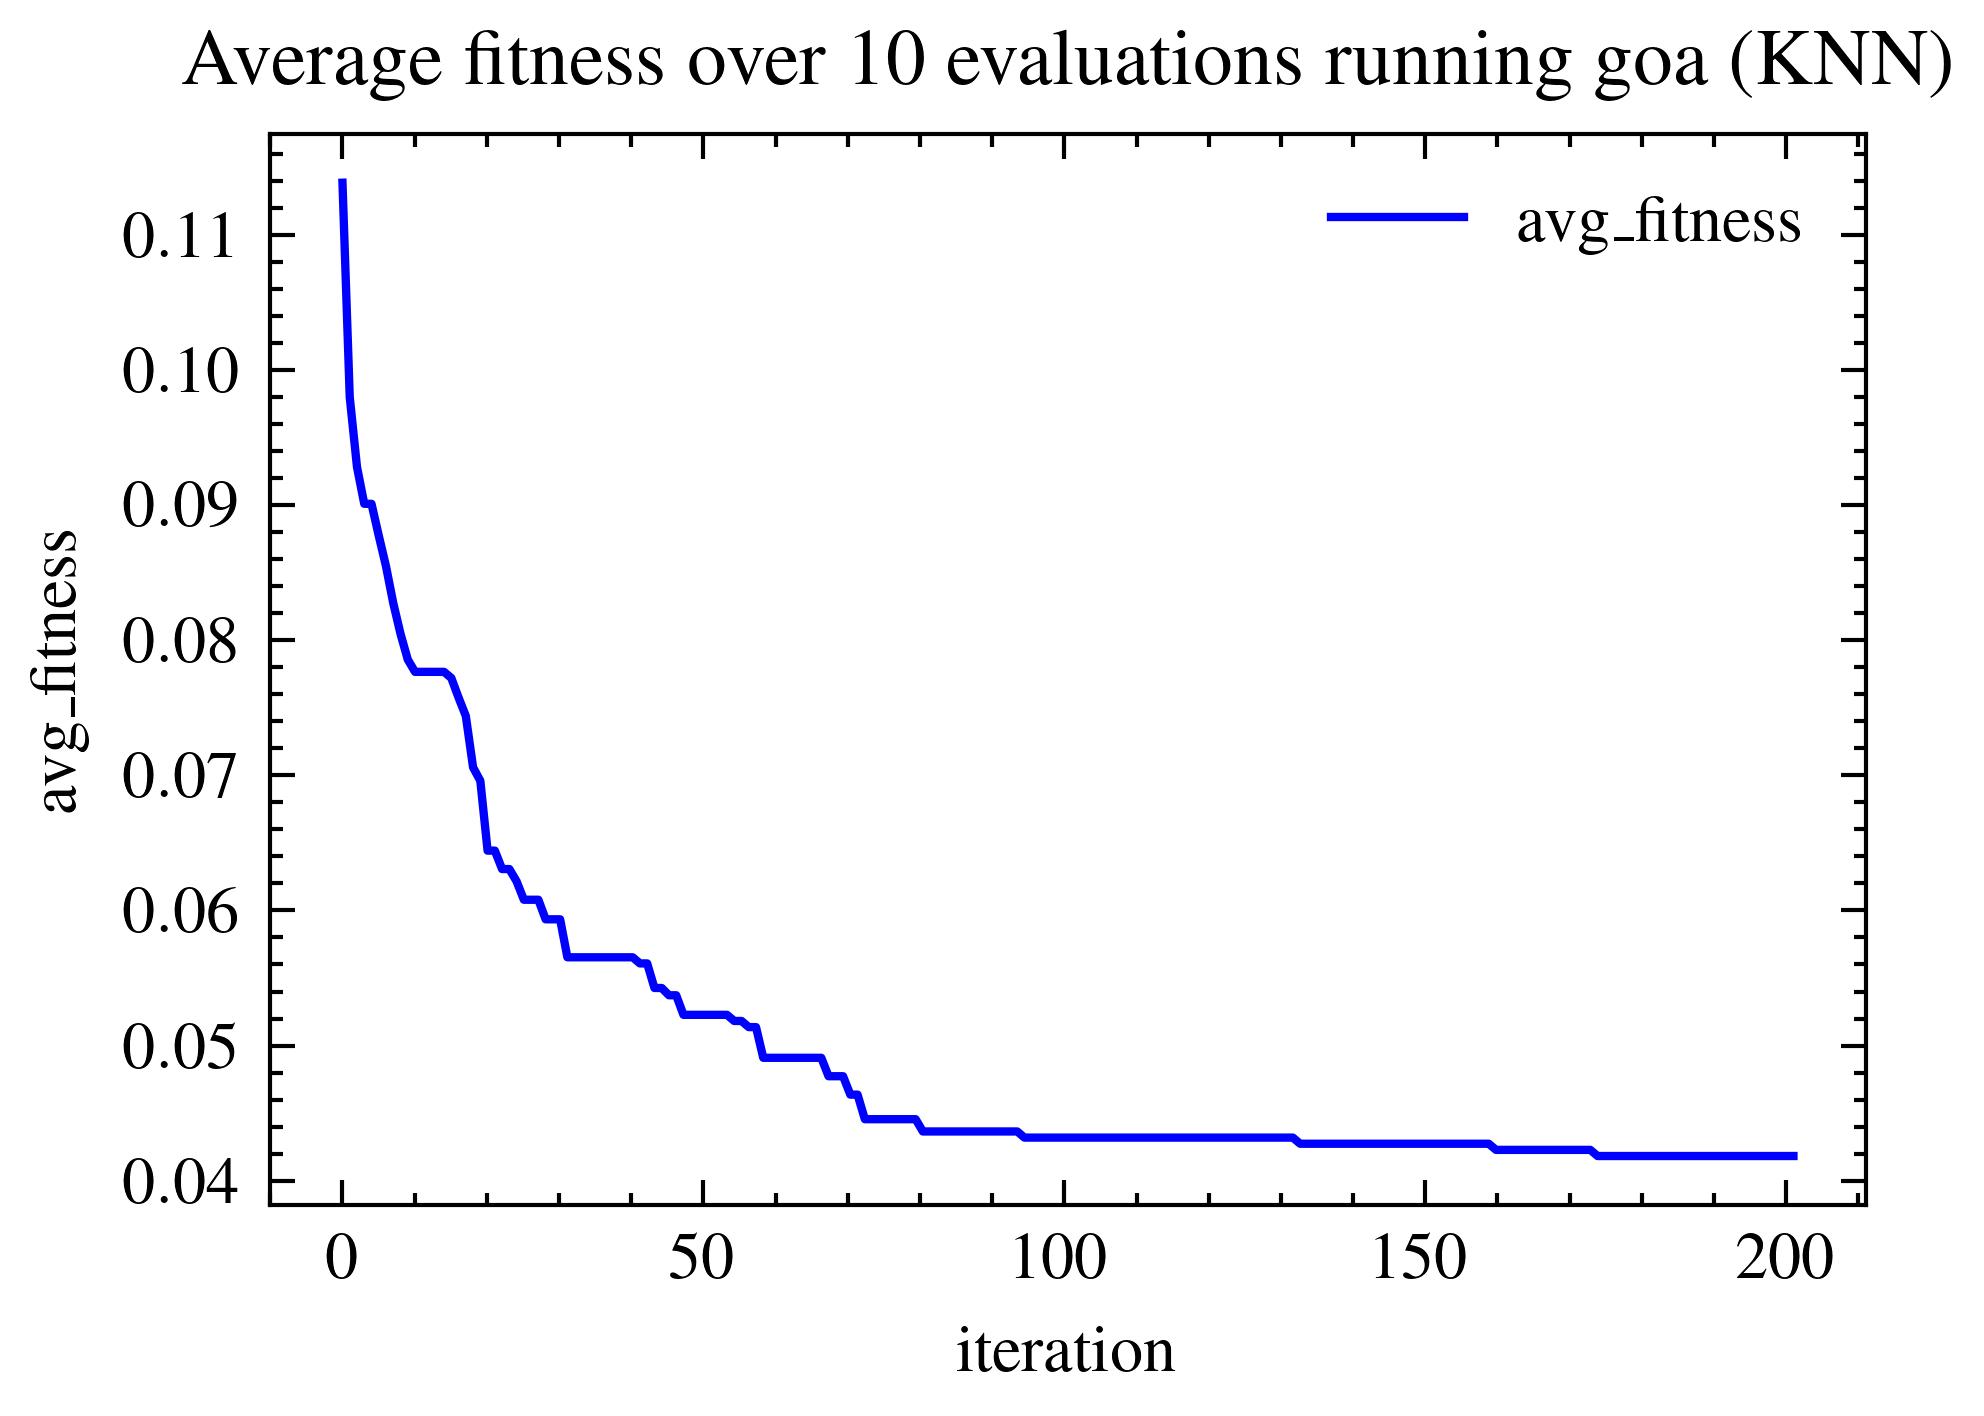 Average fitness over 10 evaluations running goa (KNN)
avg_fitness
0.11
0.10
0.09
0.08
0.07
0.06
0.05
0.04
avg_fitness
0 50 100 150 200
iteration